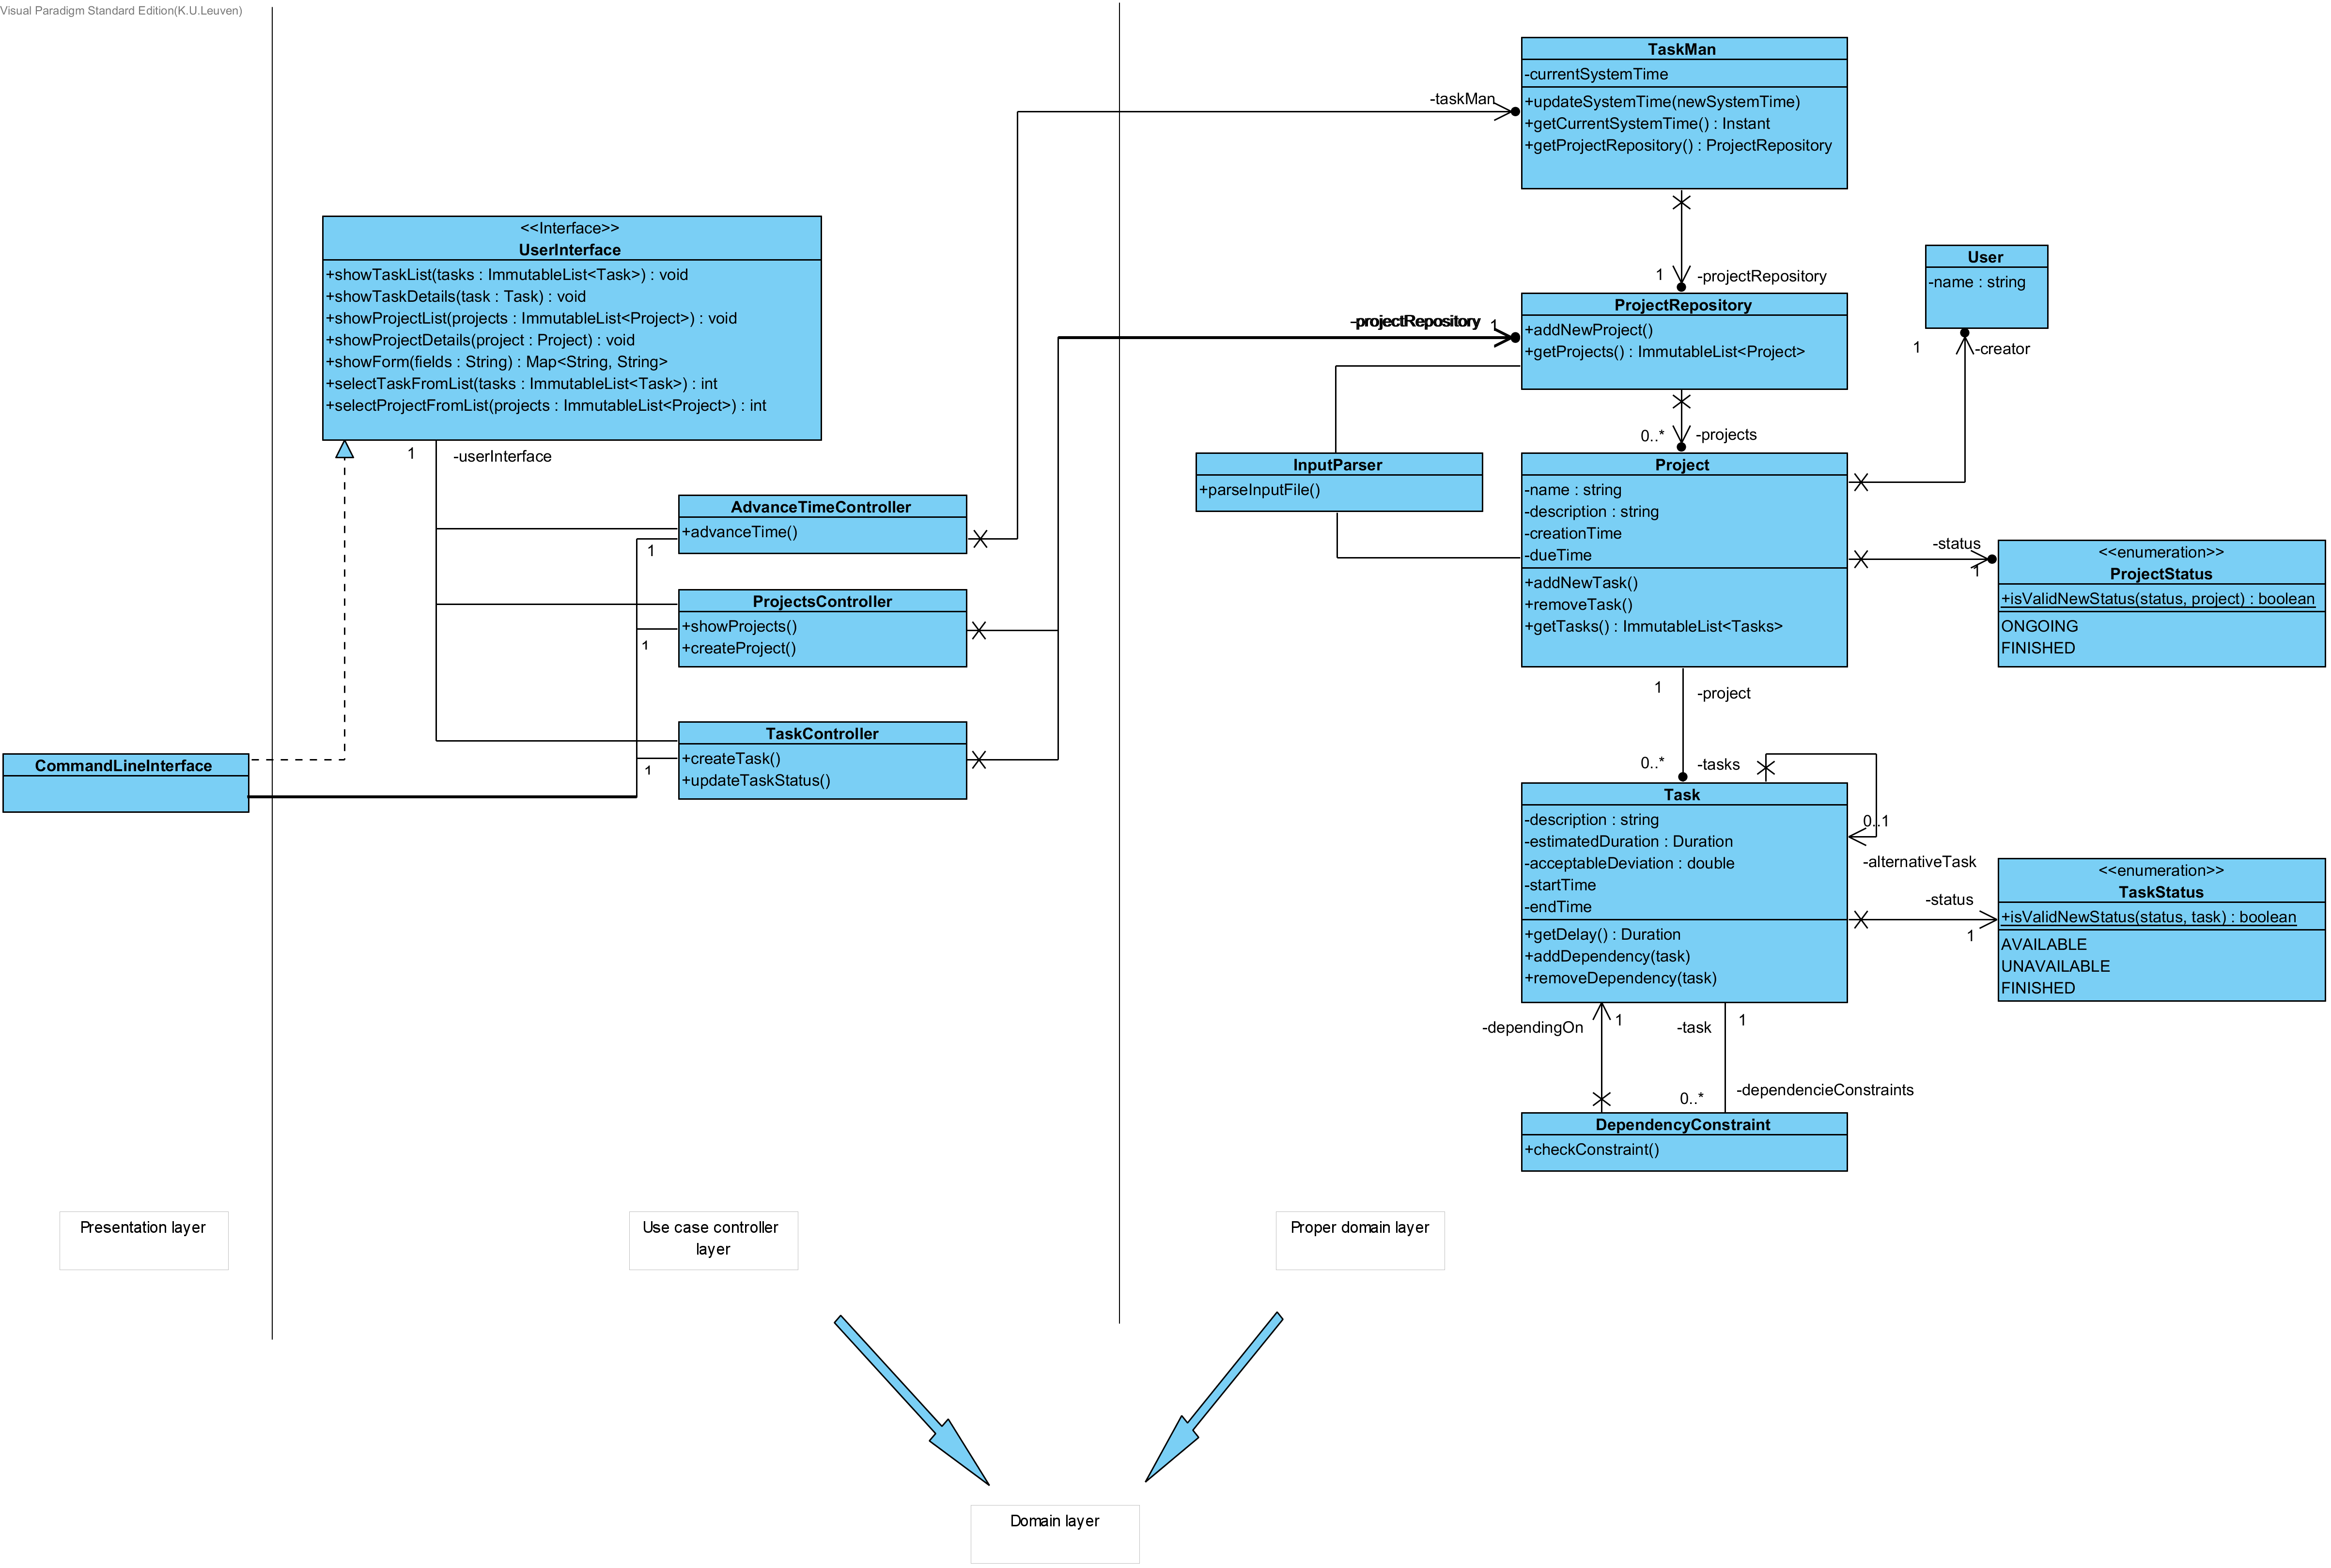 Visual Paradigm Standard Edition(K.U.Leuven)
TaskMan
-currentSystemTime
+updateSystemTime(newSystemTime)
+getCurrentSystemTime() : Instant
+getProjectRepository() : ProjectRepository
-taskMan
<<Interface>>
UserInterface
+showTaskList(tasks : ImmutableList<Task>) : void
+showTaskDetails(task : Task) : void
+showProjectList(projects : ImmutableList<Project>) : void
+showProjectDetails(project : Project) : void
+showForm(fields : String) : Map<String, String>
+selectTaskFromList(tasks : ImmutableList<Task>) : int
+selectProjectFromList(projects : ImmutableList<Project>) : int
1
-userInterface
1
-projectRepository
User
-name : string
1
-creator
-projectRepository
1
ProjectRepository
+addNewProject()
+getProjects() : ImmutableList<Project>
0..*
-projects
InputParser
+parseInputFile()
Project
-name : string
-description : string
-creationTime
-dueTime
+addNewTask()
+removeTask()
+getTasks() : ImmutableList<Tasks>
-status
1
<<enumeration>>
ProjectStatus
+isValidNewStatus(status, project) : boolean
ONGOING
FINISHED
AdvanceTimeController
+advanceTime()
1
ProjectsController
+showProjects()
+createProject()
1
TaskController
+createTask()
+updateTaskStatus()
1
CommandLineInterface
1
-project
0..*
-tasks
Task
-description : string
-estimatedDuration : Duration
-acceptableDeviation : double
-startTime
-endTime
+getDelay() : Duration
+addDependency(task)
+removeDependency(task)
0..1
-alternativeTask
-status
1
<<enumeration>>
TaskStatus
+isValidNewStatus(status, task) : boolean
AVAILABLE
UNAVAILABLE
FINISHED
-dependingOn
1
-task
1
0..*
-dependencieConstraints
DependencyConstraint
+checkConstraint()
Presentation layer
Use case controller
layer
Proper domain layer
Domain layer